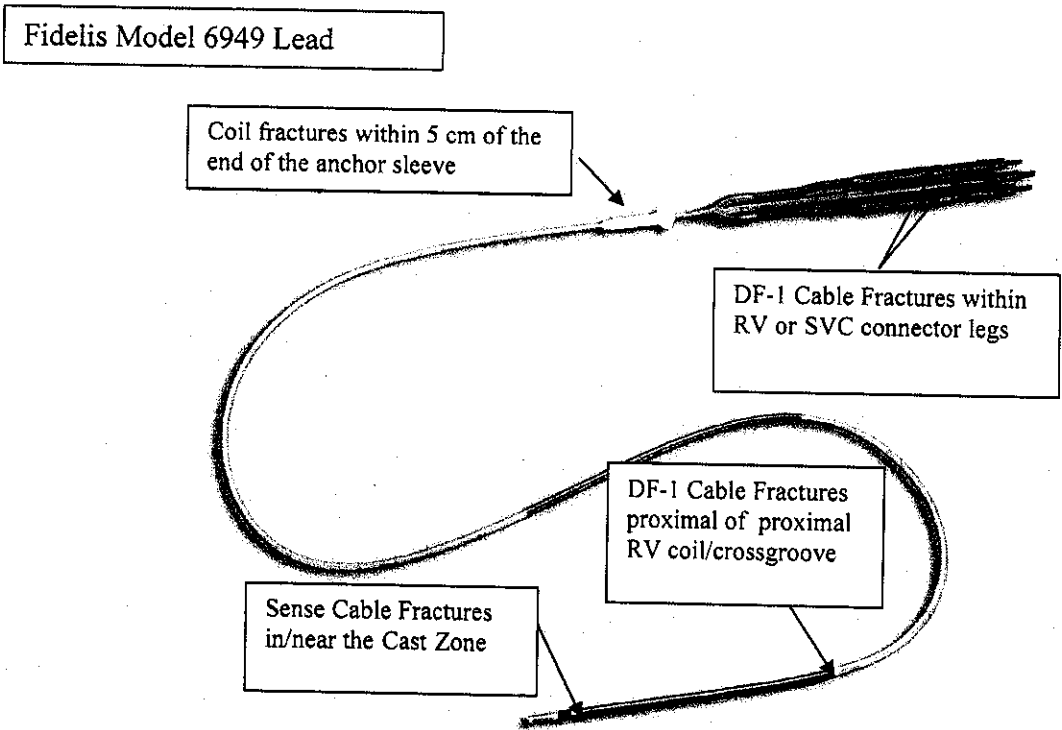 Fidelis Model 6949 Lead
Coil fractures within 5 cm of the
end of the anchor sleeve
DF-1 Cable Fractures within
RV or SVC connector legs
DF-1 Cable Fractures
proximal of proximal
RV coil/crossgroove
Sense Cable Fractures
in/near the Cast Zone